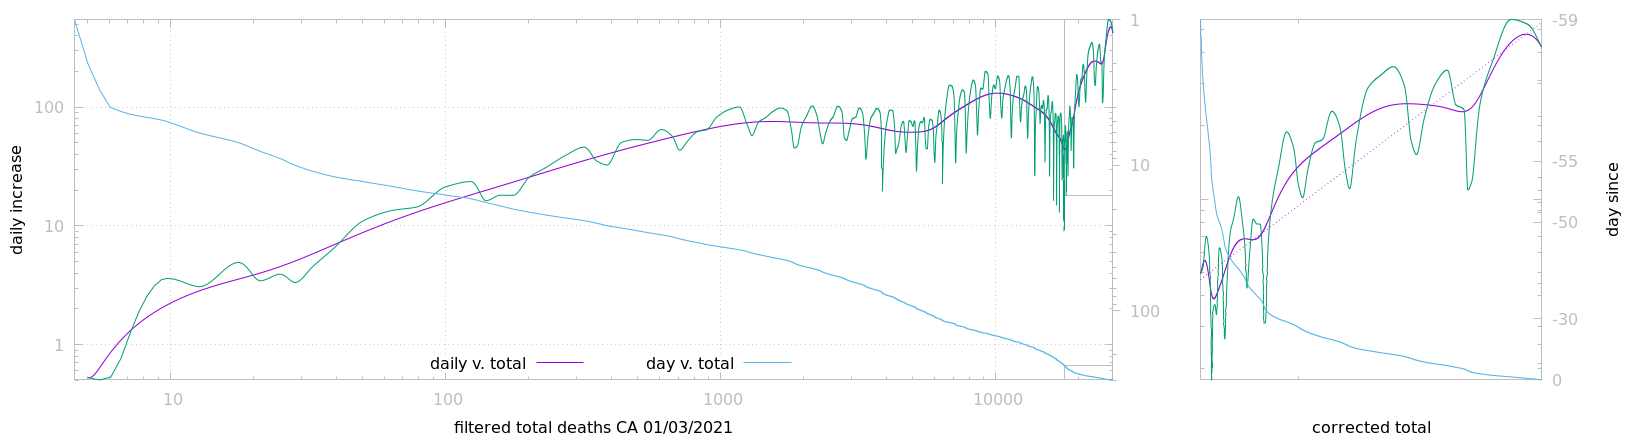 daily increase
100
10
1
10
100
1000
10000
1
10
100
daily v. total
day v. total
filtered total deaths CA 01/03/2021
-59
-55
-50
-30
0
day since
corrected total